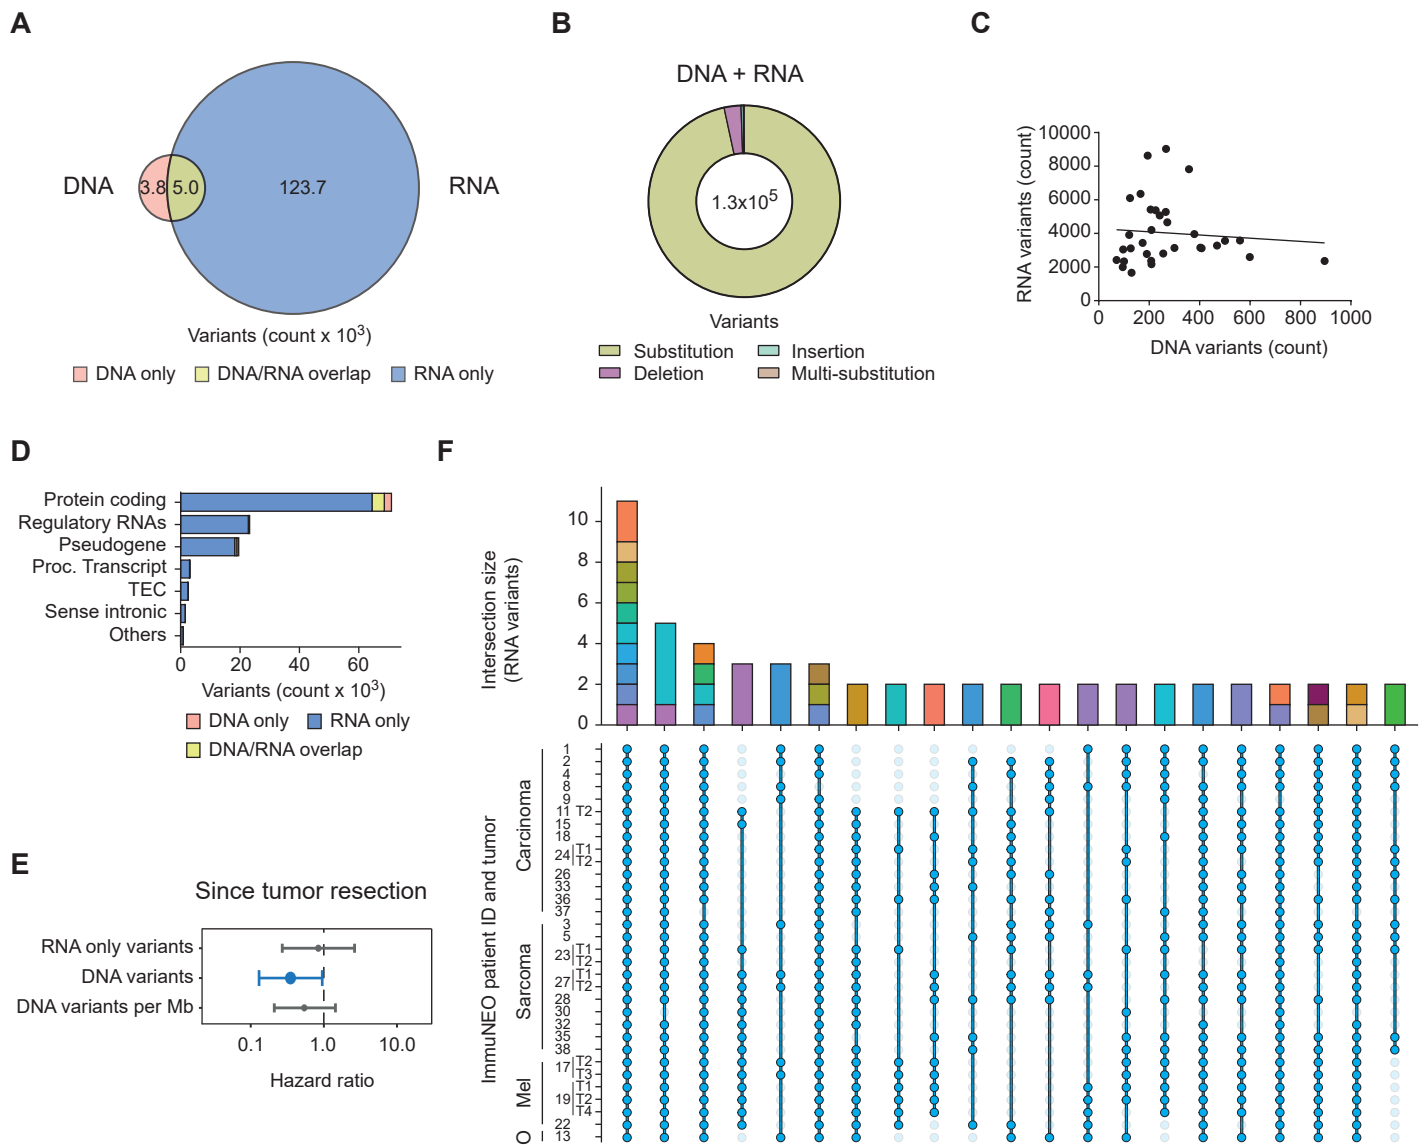 A
DNA
3.8
5.0
123.7
RNA
Variants (count x 10³)
DNA only
DNA/RNA overlap
RNA only
B
DNA + RNA
1.3x10⁵
Variants
Substitution
Insertion
Deletion
Multi-substitution
C
RNA variants (count)
10000
8000
6000
4000
2000
0
0 200 400 600 800 1000
DNA variants (count)
D
Protein coding
Regulatory RNAs
Pseudogene
Proc. Transcript
TEC
Sense intronic
Others
0 20 40 60
Variants (count x 10³)
DNA only
RNA only
DNA/RNA overlap
E
Since tumor resection
RNA only variants
DNA variants
DNA variants per Mb
0.1 1.0 10.0
Hazard ratio
F
Intersection size
(RNA variants)
10
8
6
4
2
0
ImmuNEO patient ID and tumor
Carcinoma
1
2
4
8
9
11 T2
15
18
24 T1
T2
26
33
36
37
Sarcoma
3
5
23 T1
T2
27 T1
T2
28
30
32
35
38
Mel
17 T2
T3
19 T1
T2
T4
22
O
13